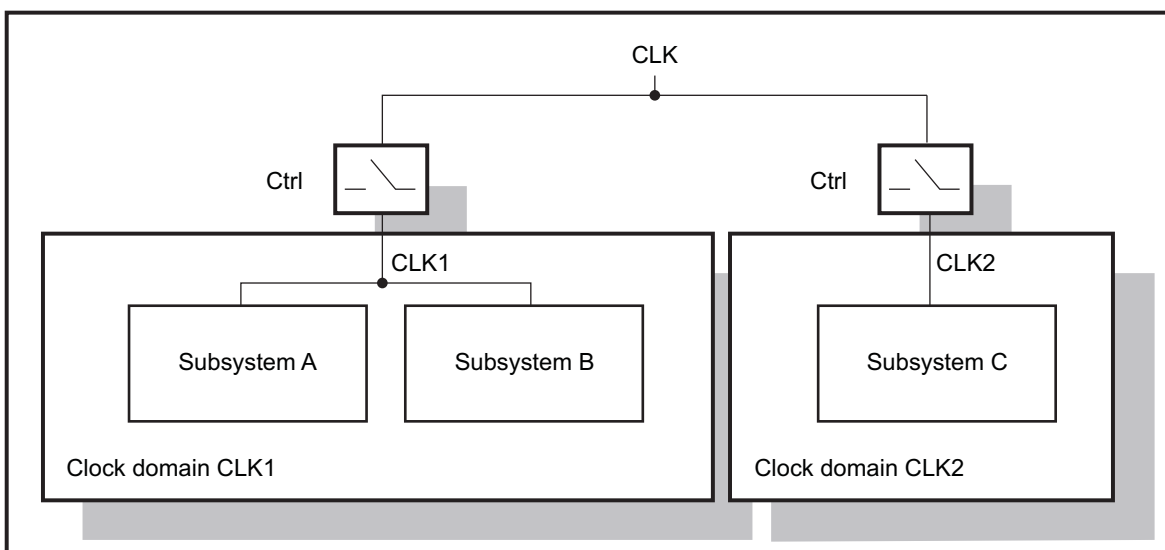 CLK
Ctrl
Ctrl
CLK1
CLK2
Subsystem A
Subsystem B
Subsystem C
Clock domain CLK1
Clock domain CLK2